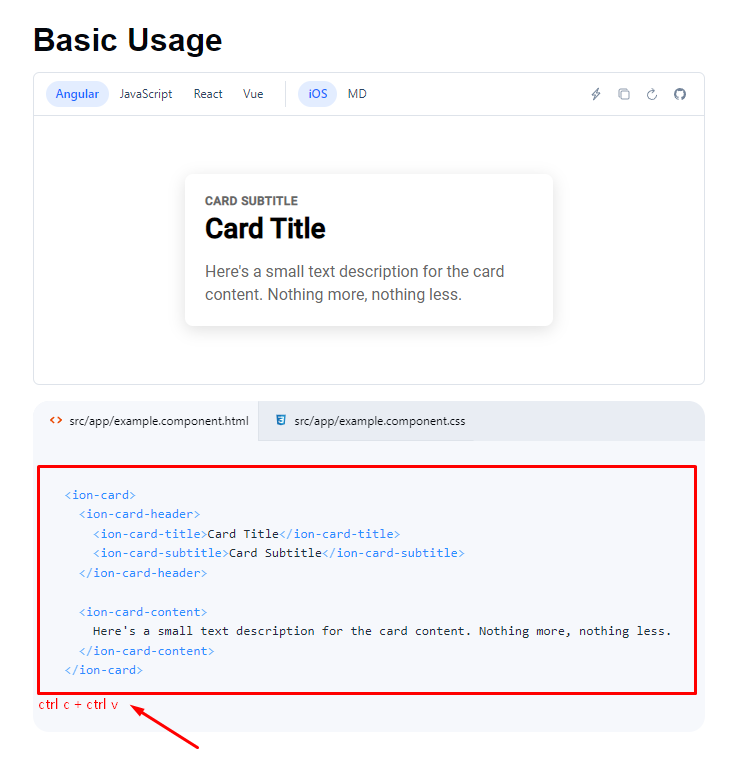 Basic Usage
Angular JavaScript React Vue iOS MD
CARD SUBTITLE
Card Title
Here's a small text description for the card
content. Nothing more, nothing less.
src/app/example.component.html src/app/example.component.css
<ion-card>
<ion-card-header>
<ion-card-title>Card Title</ion-card-title>
<ion-card-subtitle>Card Subtitle</ion-card-subtitle>
</ion-card-header>
<ion-card-content>
Here's a small text description for the card content. Nothing more, nothing less.
</ion-card-content>
</ion-card>
ctrl c + ctrl v